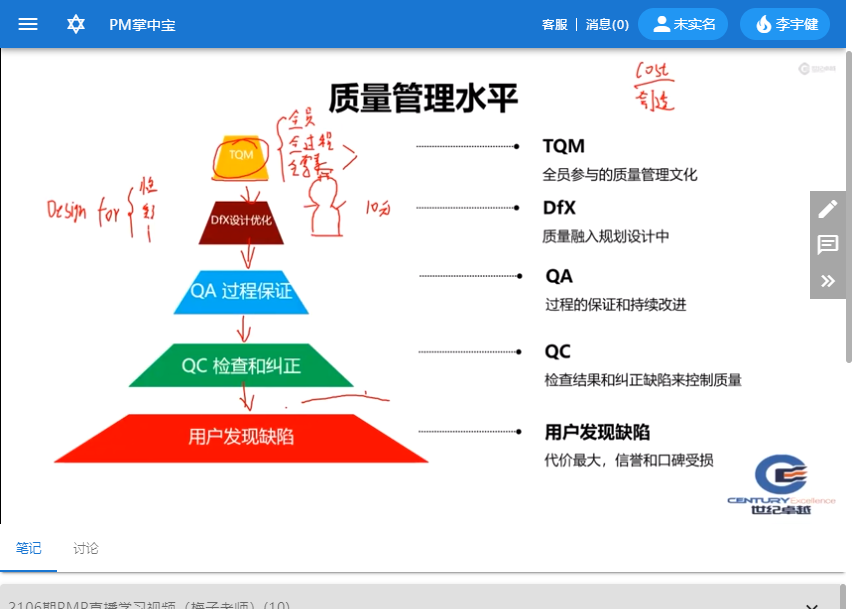 PM掌中宝
客服
消息(0)
未实名
李宇健
质量管理水平
Cost
制造
TQM
全员
全过程
DfX设计优化
Design for
10元
QA 过程保证
QC 检查和纠正
用户发现缺陷
TQM
全员参与的质量管理文化
DfX
质量融入规划设计中
QA
过程的保证和持续改进
QC
检查结果和纠正缺陷来控制质量
用户发现缺陷
代价最大，信誉和口碑受损
CENTURY Excellence
世纪卓越
笔记
讨论
2106期PMP直播学习视频（梅子老师）(10)